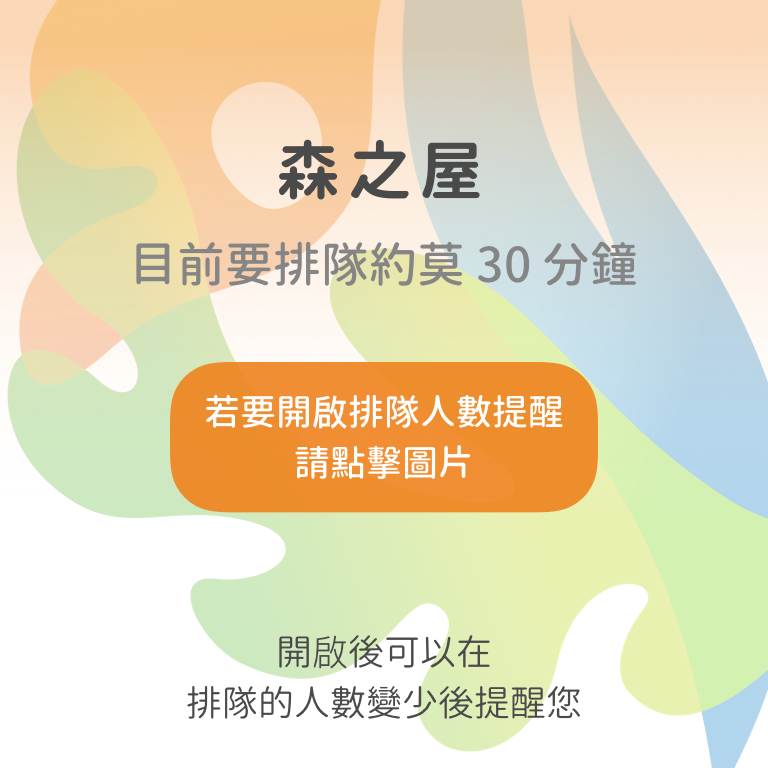 森之屋
目前要排隊約莫 30 分鐘
若要開啟排隊人數提醒
請點擊圖片
開啟後可以在
排隊的人數變少後提醒您